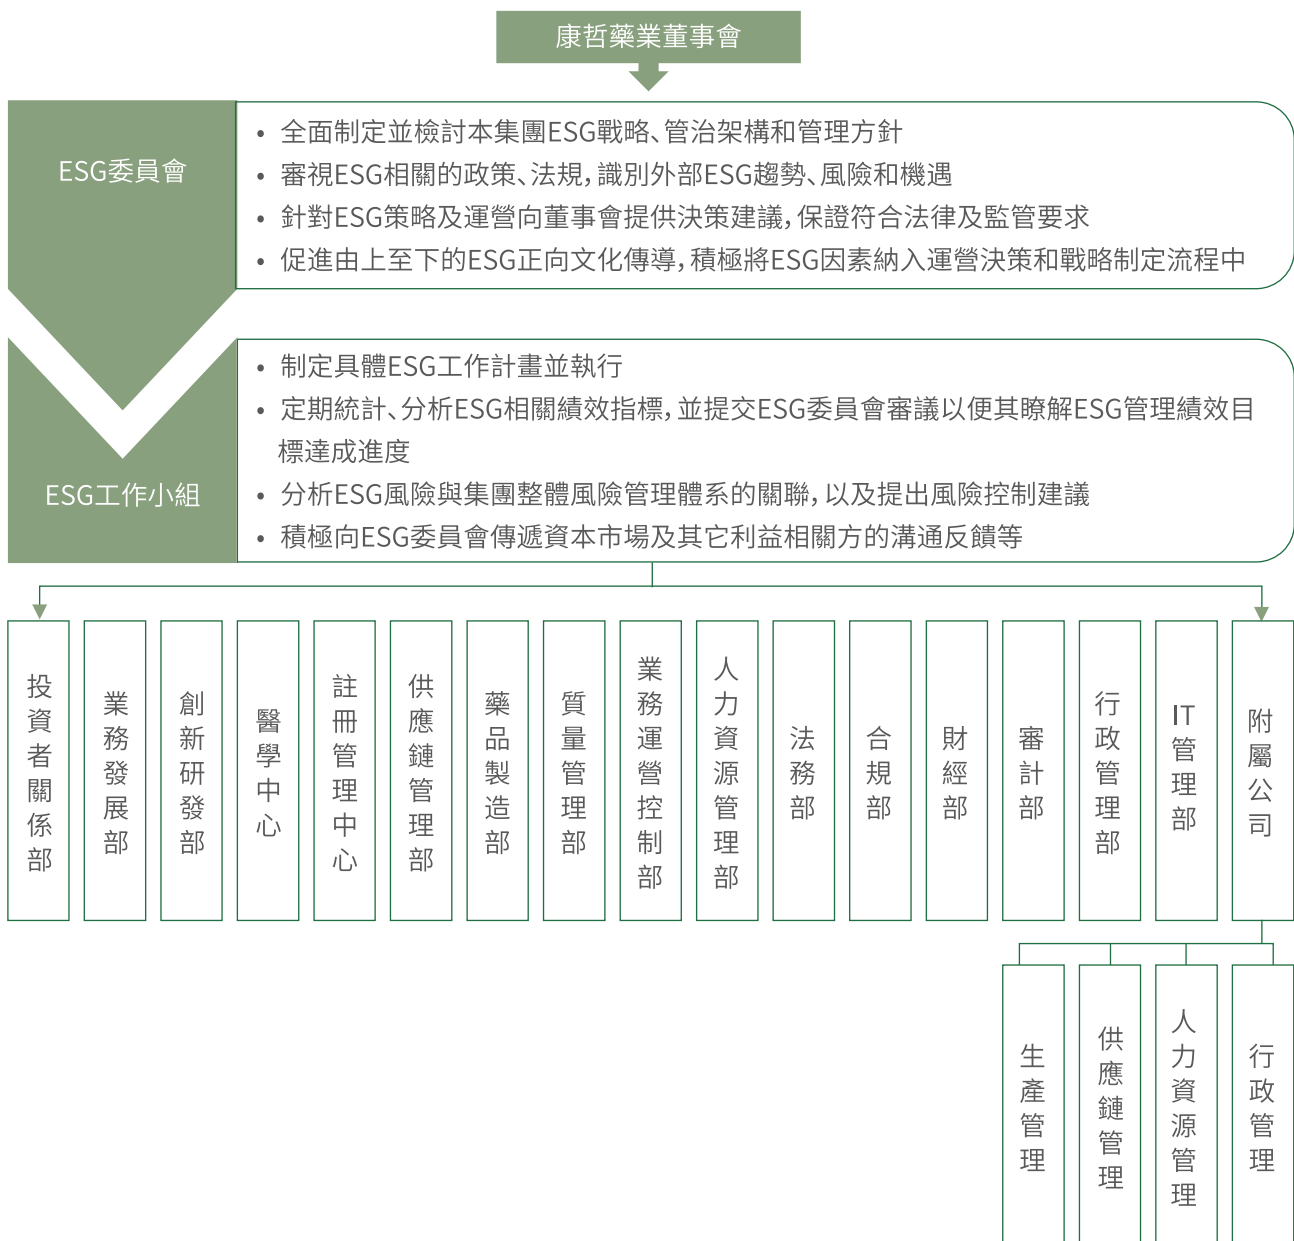 康哲藥業董事會
ESG委員會
• 全面制定並檢討本集團ESG戰略、管治架構和管理方針
• 審視ESG相關的政策、法規，識別外部ESG趨勢、風險和機遇
• 針對ESG策略及運營向董事會提供決策建議，保證符合法律及監管要求
• 促進由上至下的ESG正向文化傳導，積極將ESG因素納入運營決策和戰略制定流程中
ESG工作小組
• 制定具體ESG工作計畫並執行
• 定期統計、分析ESG相關績效指標，並提交ESG委員會審議以便其瞭解ESG管理績效目
標達成進度
• 分析ESG風險與集團整體風險管理體系的關聯，以及提出風險控制建議
• 積極向ESG委員會傳遞資本市場及其它利益相關方的溝通反饋等
投資者關係部
業務發展部
創新研發部
醫學中心
註冊管理中心
供應鏈管理部
藥品製造部
質量管理部
業務運營控制部
人力資源管理部
法務部
合規部
財經部
審計部
行政管理部
IT管理部
附屬公司
生產管理
供應鏈管理
人力資源管理
行政管理